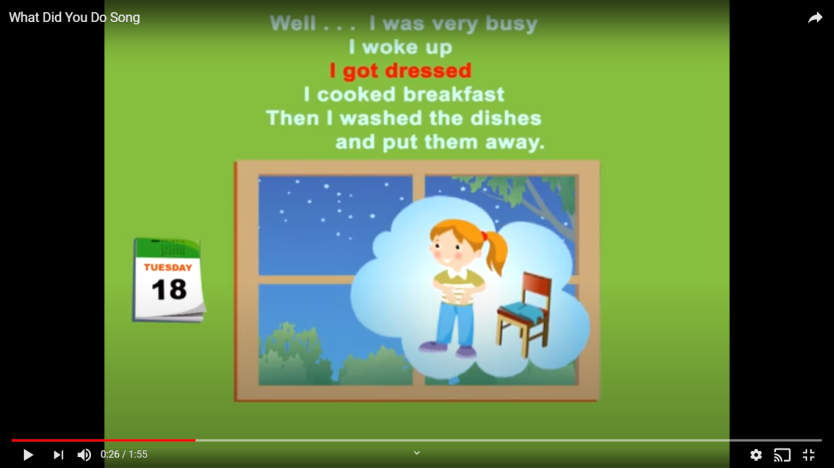 What Did You Do Song
Well . . . I was very busy
I woke up
I got dressed
I cooked breakfast
Then I washed the dishes
and put them away.
TUESDAY
18
0:26 / 1:55